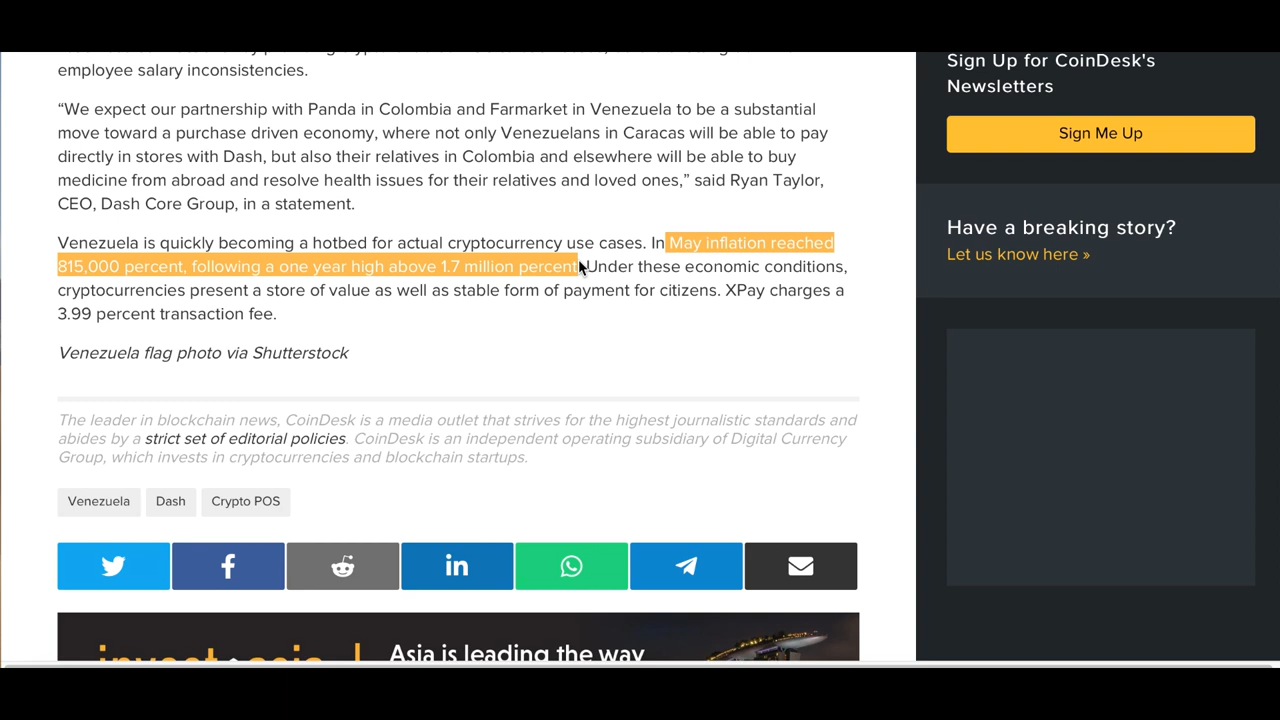 employee salary inconsistencies.
“We expect our partnership with Panda in Colombia and Farmarket in Venezuela to be a substantial
move toward a purchase driven economy, where not only Venezuelans in Caracas will be able to pay
directly in stores with Dash, but also their relatives in Colombia and elsewhere will be able to buy
medicine from abroad and resolve health issues for their relatives and loved ones,” said Ryan Taylor,
CEO, Dash Core Group, in a statement.
Venezuela is quickly becoming a hotbed for actual cryptocurrency use cases. In May inflation reached
815,000 percent, following a one year high above 1.7 million percent. Under these economic conditions,
cryptocurrencies present a store of value as well as stable form of payment for citizens. XPay charges a
3.99 percent transaction fee.
Venezuela flag photo via Shutterstock
The leader in blockchain news, CoinDesk is a media outlet that strives for the highest journalistic standards and
abides by a strict set of editorial policies. CoinDesk is an independent operating subsidiary of Digital Currency
Group, which invests in cryptocurrencies and blockchain startups.
Venezuela Dash Crypto POS
Asia is leading the way
Sign Up for CoinDesk's
Newsletters
Sign Me Up
Have a breaking story?
Let us know here »